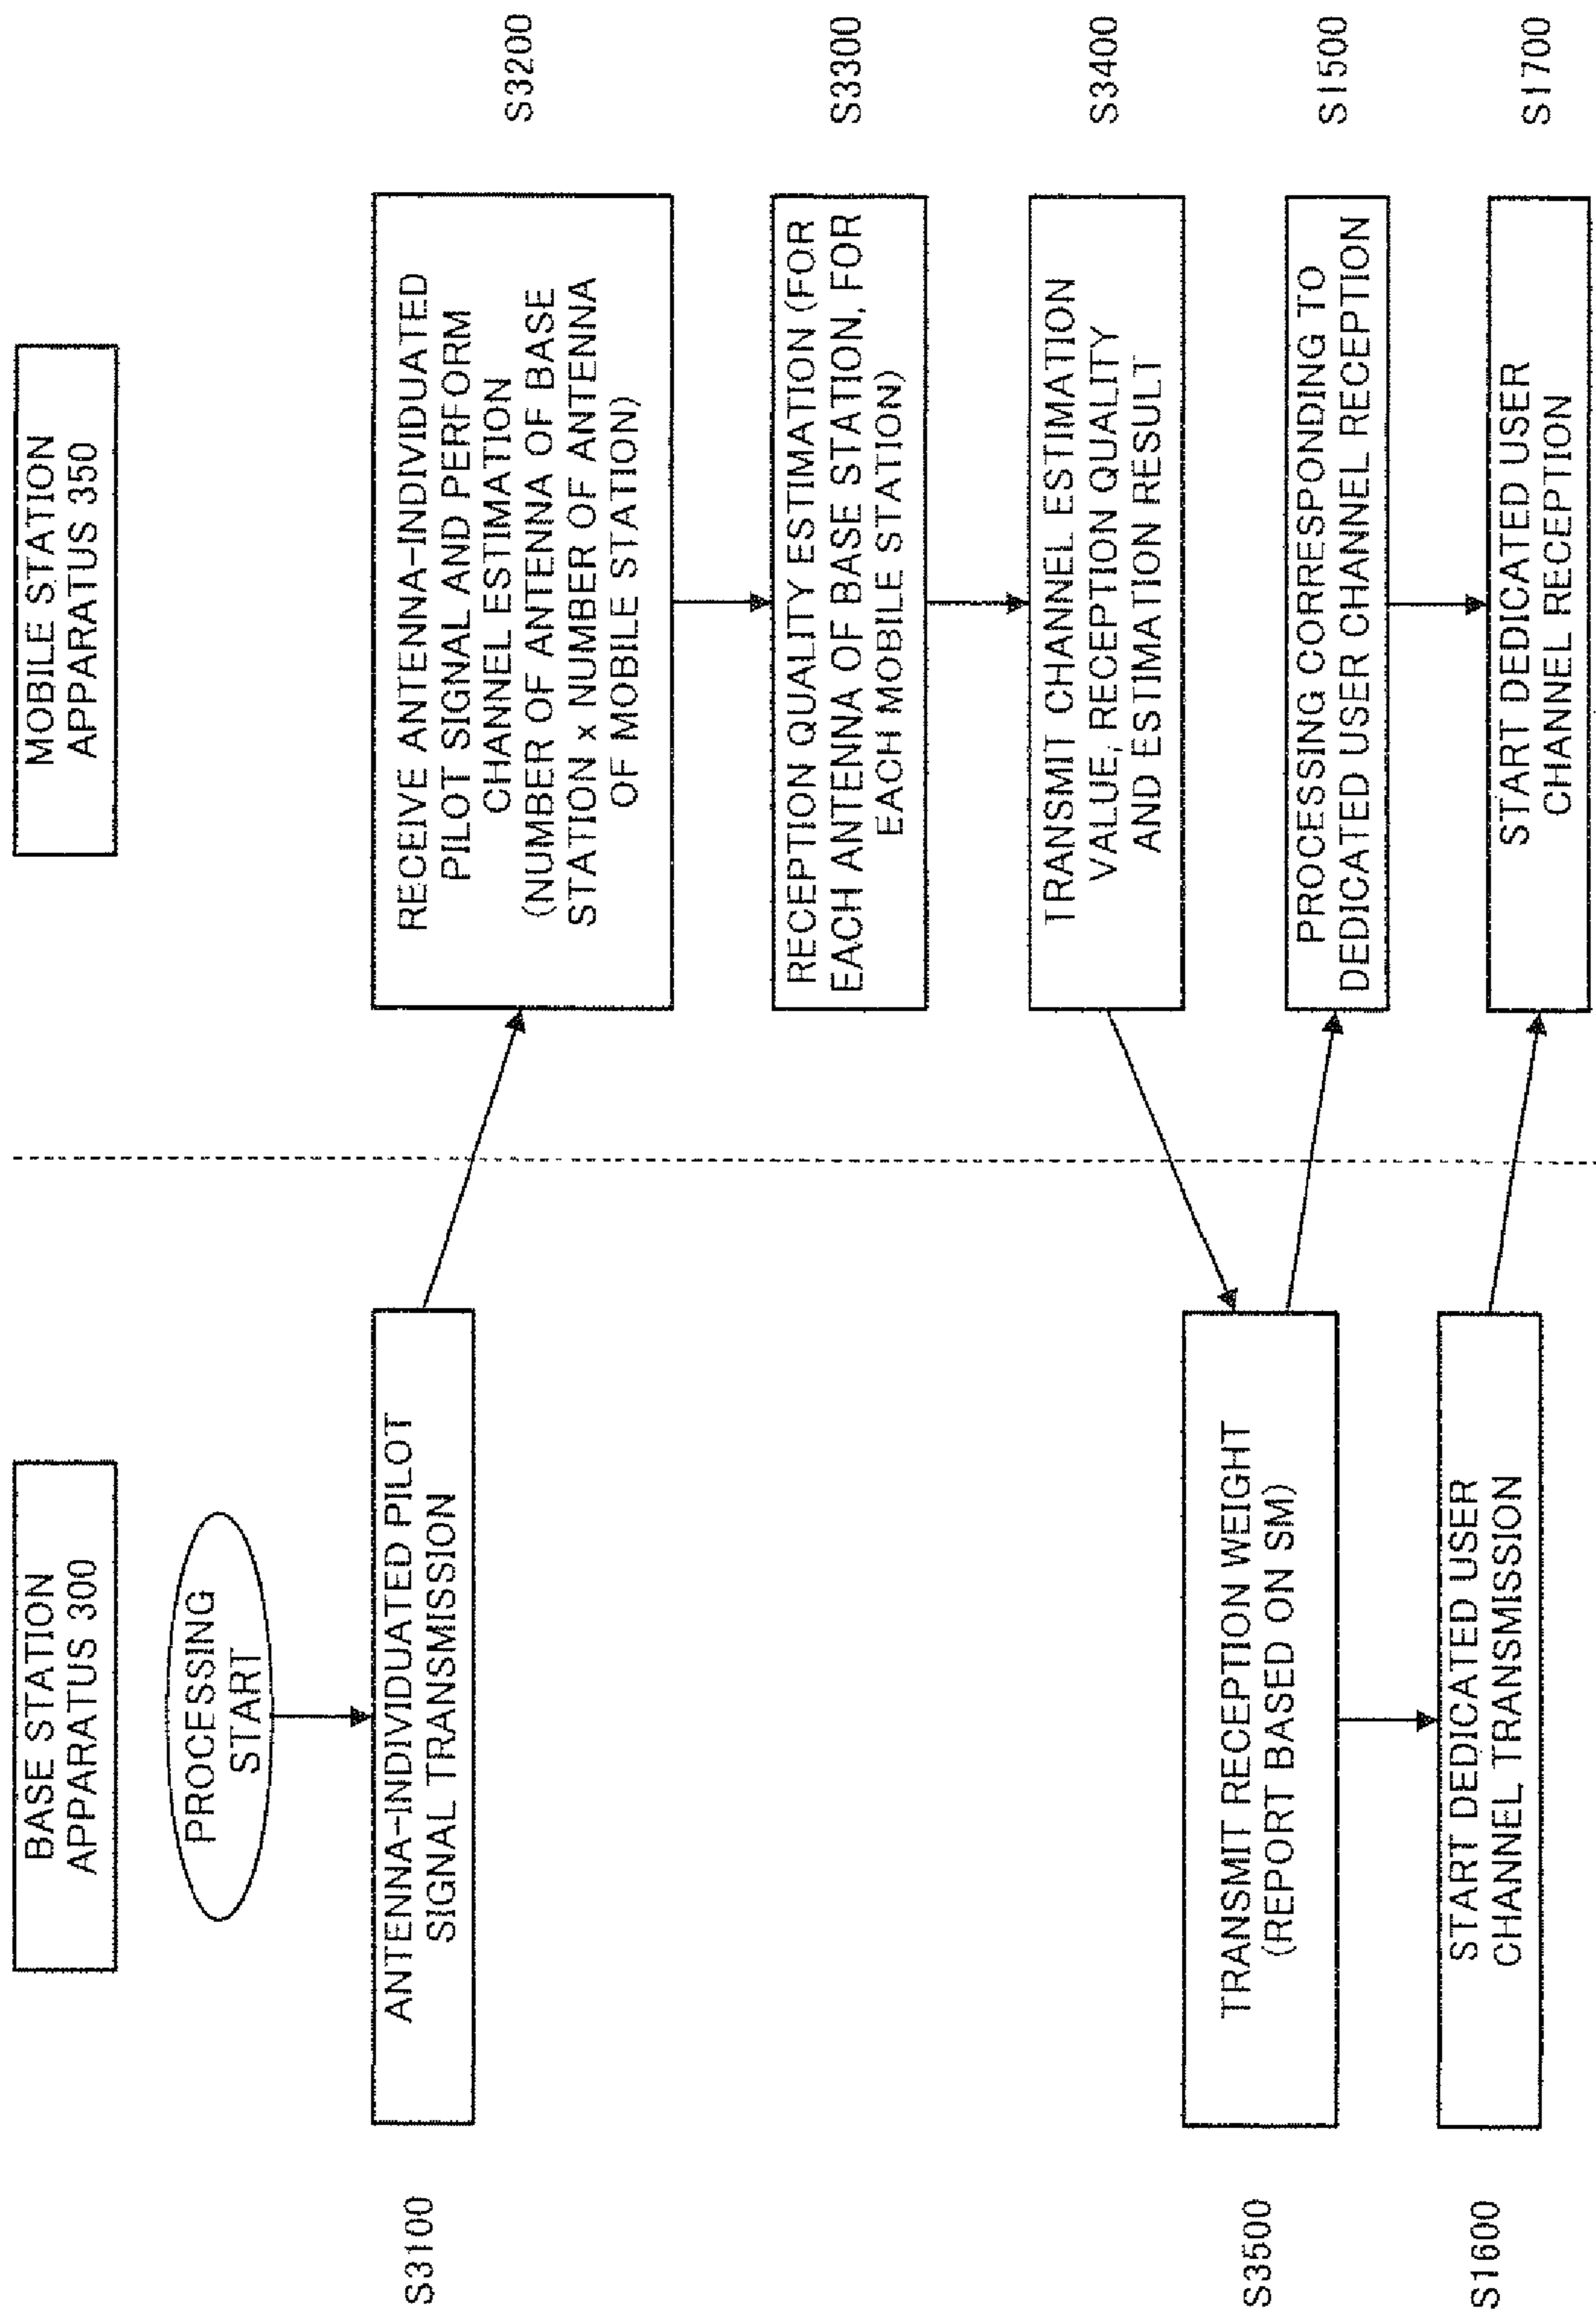 BASE STATION
APPARATUS 300
MOBILE STATION
APPARATUS 350
PROCESSING
START
S3100
ANTENNA-INDIVIDUATED PILOT
SIGNAL TRANSMISSION
RECEIVE ANTENNA-INDIVIDUATED
PILOT SIGNAL AND PERFORM
CHANNEL ESTIMATION
(NUMBER OF ANTENNA OF BASE
STATION x NUMBER OF ANTENNA
OF MOBILE STATION)
S3200
RECEPTION QUALITY ESTIMATION (FOR
EACH ANTENNA OF BASE STATION, FOR
EACH MOBILE STATION)
S3300
TRANSMIT CHANNEL ESTIMATION
VALUE, RECEPTION QUALITY
AND ESTIMATION RESULT
S3400
S3500
TRANSMIT RECEPTION WEIGHT
(REPORT BASED ON SM)
PROCESSING CORRESPONDING TO
DEDICATED USER CHANNEL RECEPTION
S1500
S1600
START DEDICATED USER
CHANNEL TRANSMISSION
START DEDICATED USER
CHANNEL RECEPTION
S1700